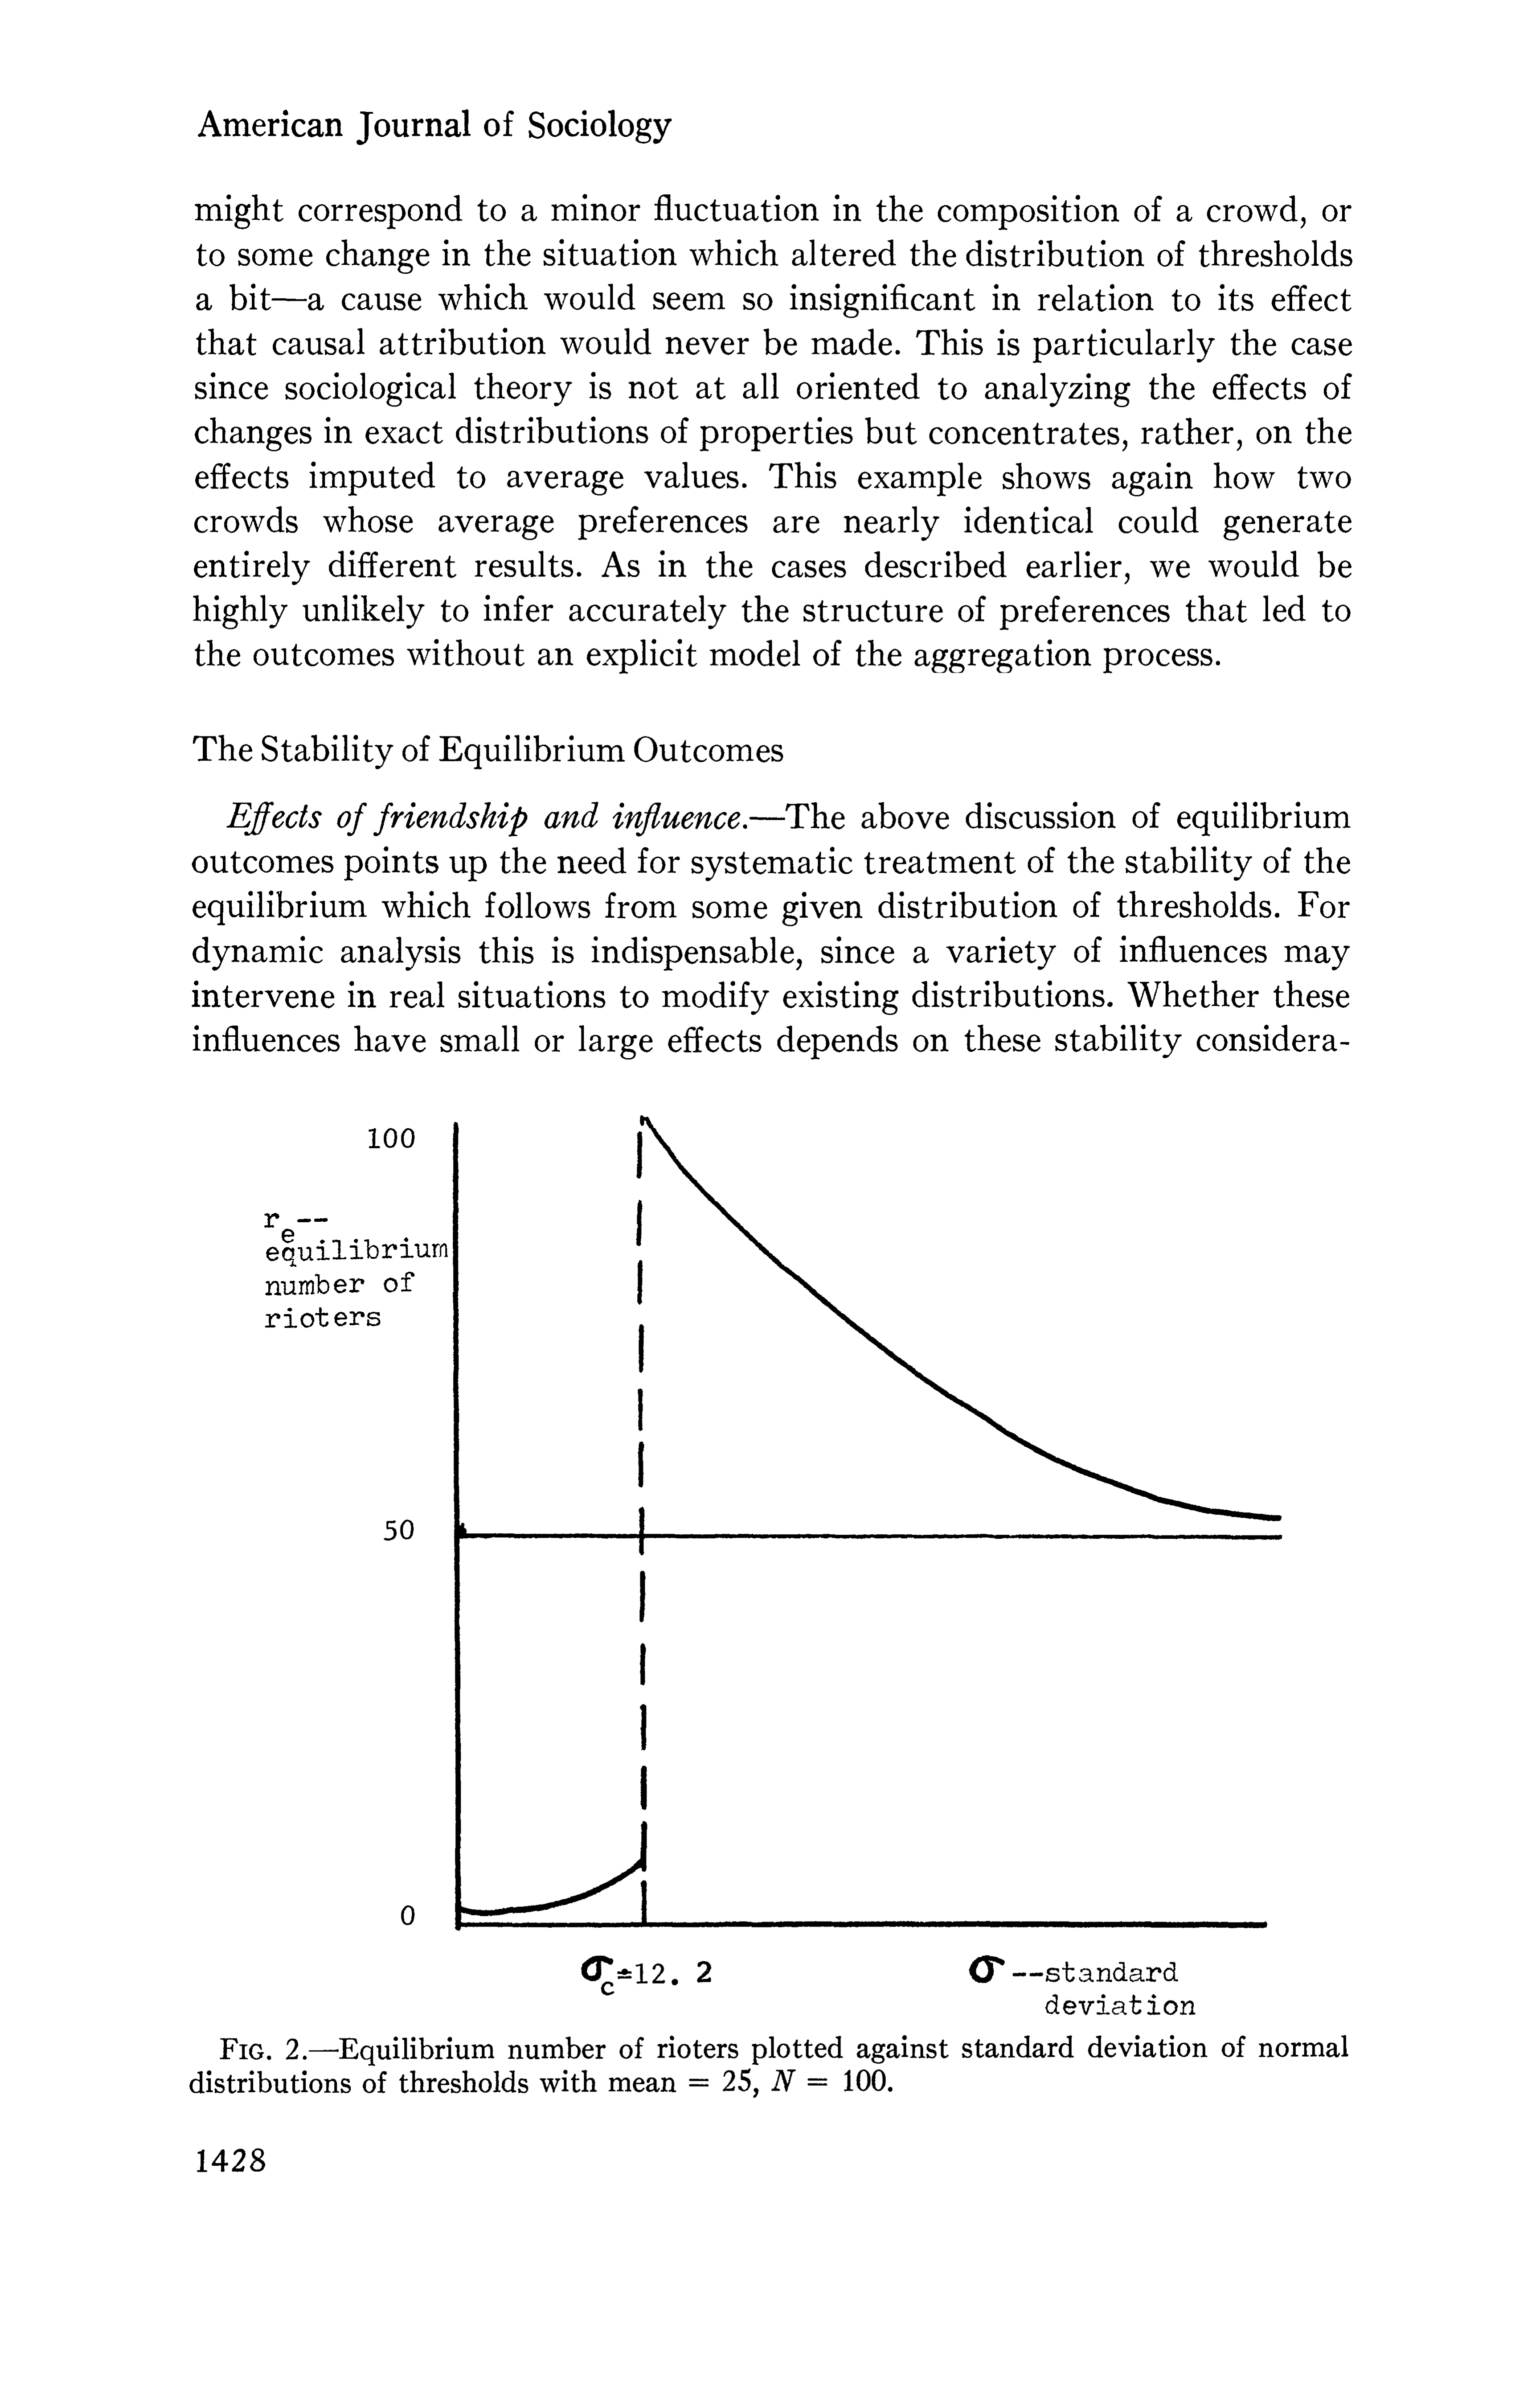 American Journal of Sociology
might correspond to a minor fluctuation in the composition of a crowd, or
to some change in the situation which altered the distribution of thresholds
a bit—a cause which would seem so insignificant in relation to its effect
that causal attribution would never be made. This is particularly the case
since sociological theory is not at all oriented to analyzing the effects of
changes in exact distributions of properties but concentrates, rather, on the
effects imputed to average values. This example shows again how two
crowds whose average preferences are nearly identical could generate
entirely different results. As in the cases described earlier, we would be
highly unlikely to infer accurately the structure of preferences that led to
the outcomes without an explicit model of the aggregation process.
The Stability of Equilibrium Outcomes
Effects of friendship and influence.—The above discussion of equilibrium
outcomes points up the need for systematic treatment of the stability of the
equilibrium which follows from some given distribution of thresholds. For
dynamic analysis this is indispensable, since a variety of influences may
intervene in real situations to modify existing distributions. Whether these
influences have small or large effects depends on these stability considera-
100
r_e--
equilibrium
number of
rioters
50
0
σ_c=12. 2
σ--standard
deviation
FIG. 2.—Equilibrium number of rioters plotted against standard deviation of normal
distributions of thresholds with mean = 25, N = 100.
1428